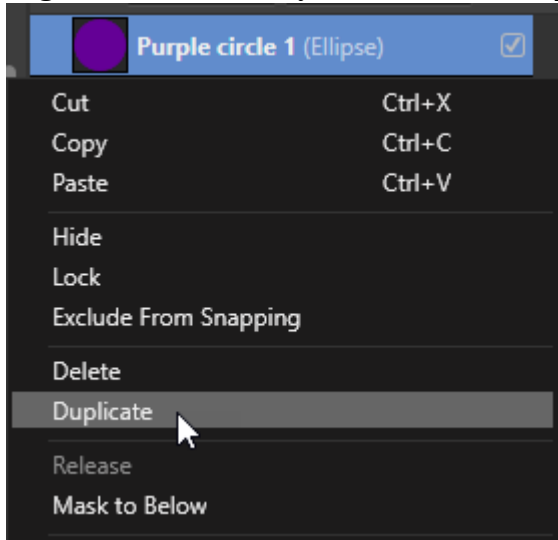 Purple circle 1 (Ellipse)
Cut Ctrl+X
Copy Ctrl+C
Paste Ctrl+V
Hide
Lock
Exclude From Snapping
Delete
Duplicate
Release
Mask to Below